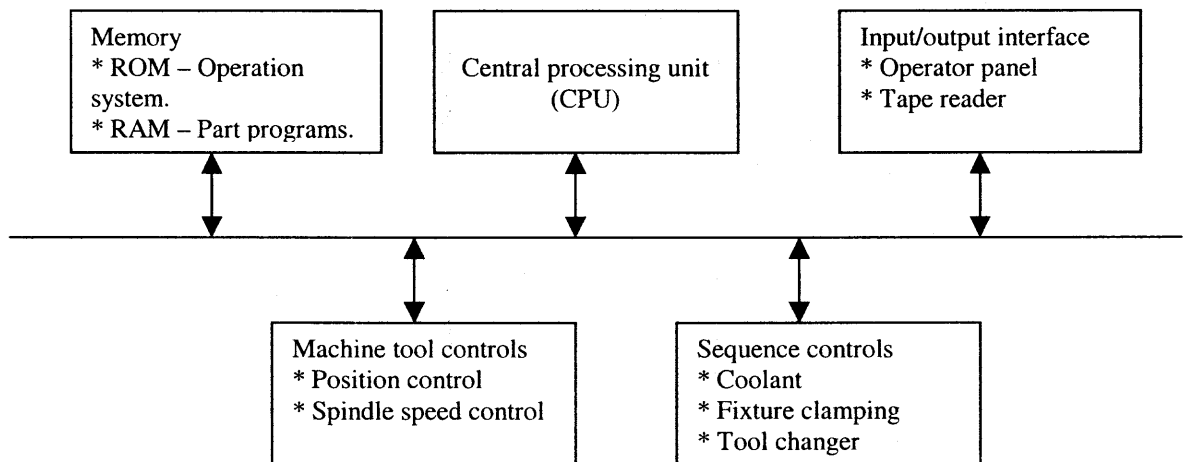 Memory
* ROM – Operation
system.
* RAM – Part programs.
Central processing unit
(CPU)
Input/output interface
* Operator panel
* Tape reader
Machine tool controls
* Position control
* Spindle speed control
Sequence controls
* Coolant
* Fixture clamping
* Tool changer